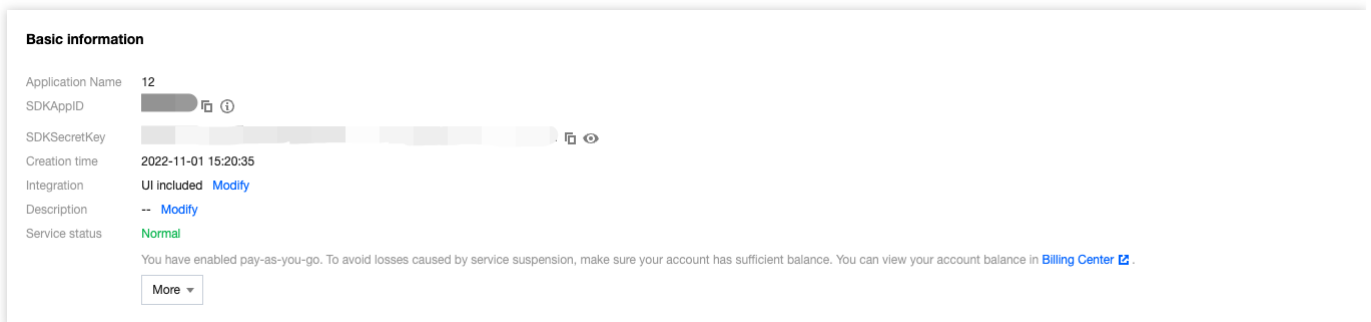 Basic information
Application Name 12
SDKAppID
SDKSecretKey
Creation time 2022-11-01 15:20:35
Integration UI included Modify
Description -- Modify
Service status Normal
You have enabled pay-as-you-go. To avoid losses caused by service suspension, make sure your account has sufficient balance. You can view your account balance in Billing Center .
More